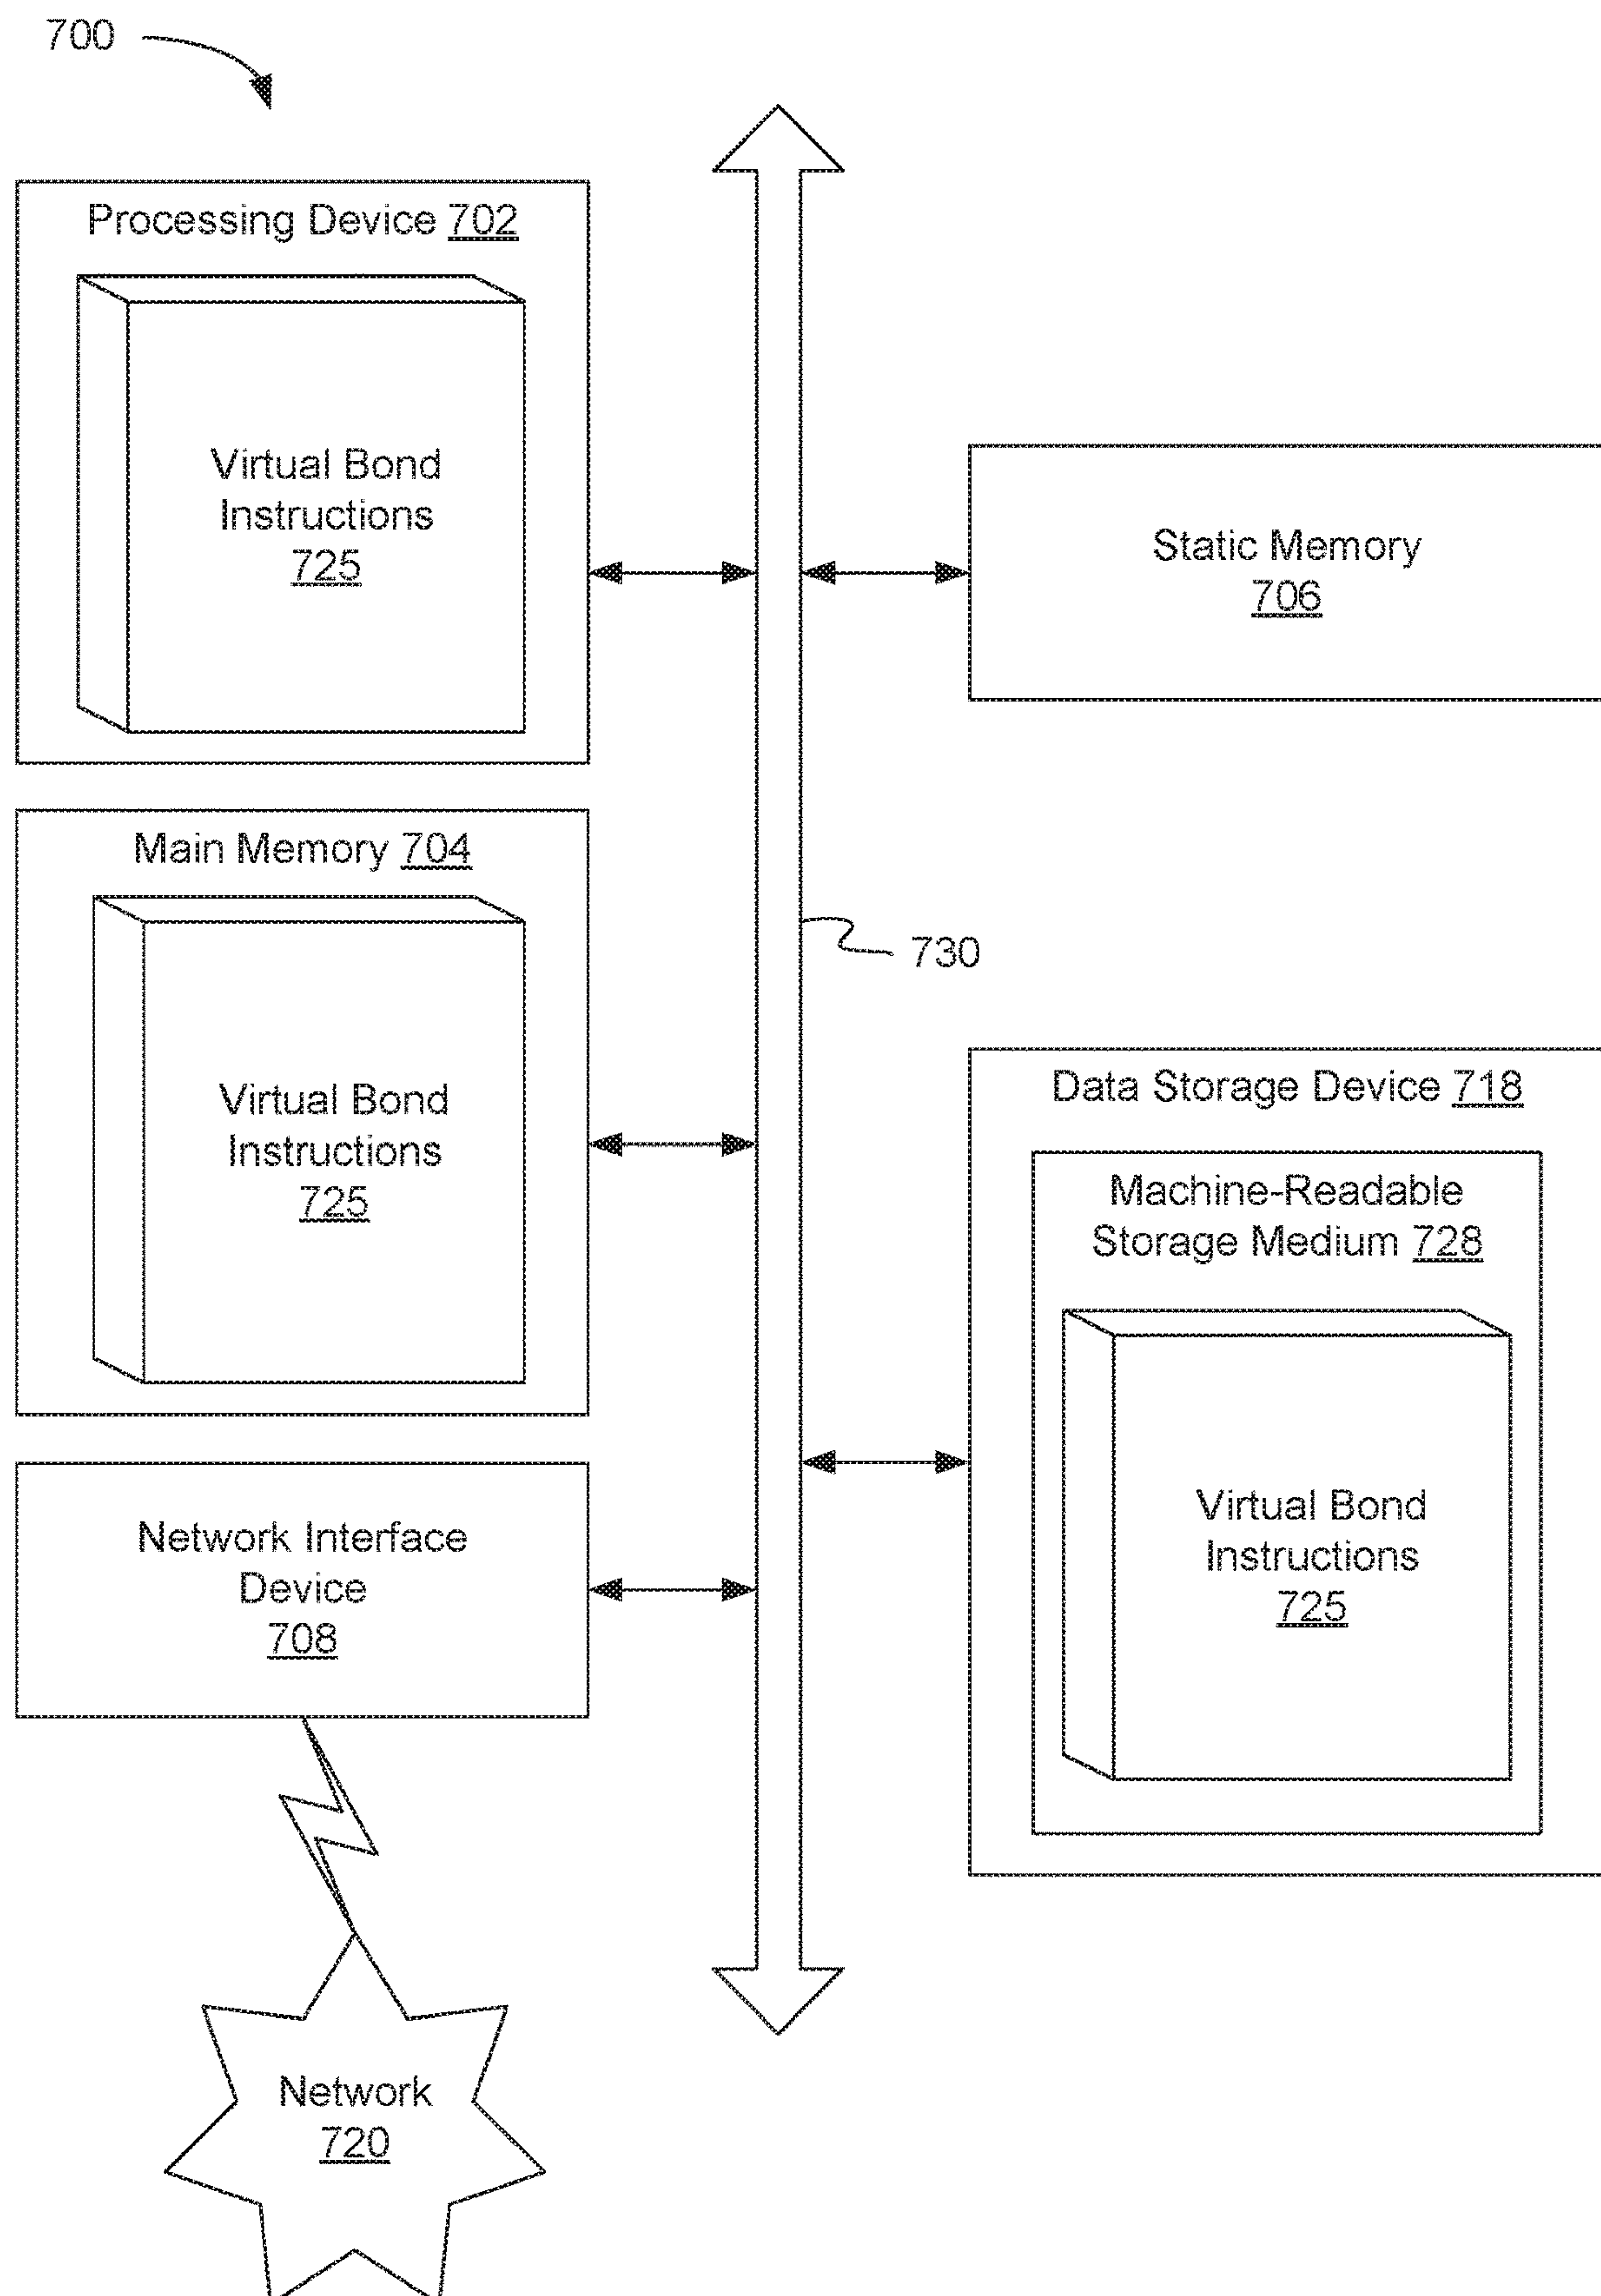 700
Processing Device 702
Virtual Bond
Instructions
725
Static Memory
706
Main Memory 704
Virtual Bond
Instructions
725
730
Data Storage Device 718
Machine-Readable
Storage Medium 728
Virtual Bond
Instructions
725
Network Interface
Device
708
Network
720